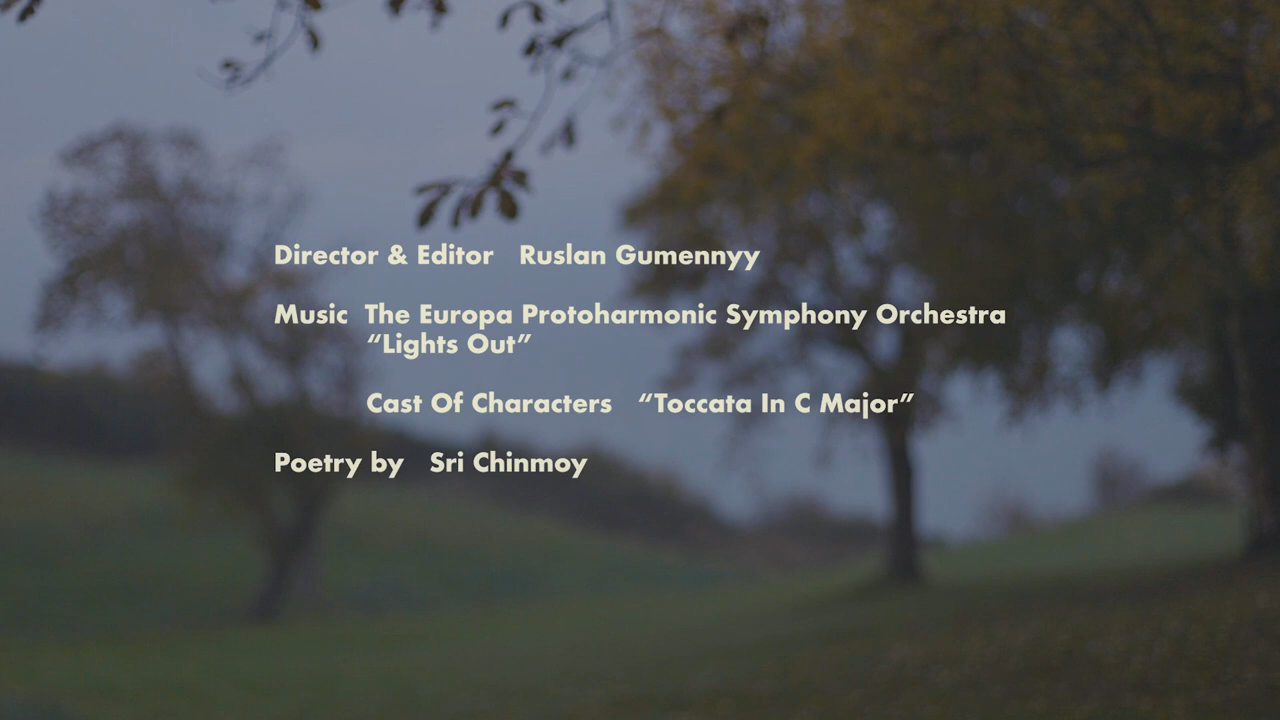 Director & Editor Ruslan Gumennyy
Music The Europa Protoharmonic Symphony Orchestra
“Lights Out”
Cast Of Characters “Toccata In C Major”
Poetry by Sri Chinmoy